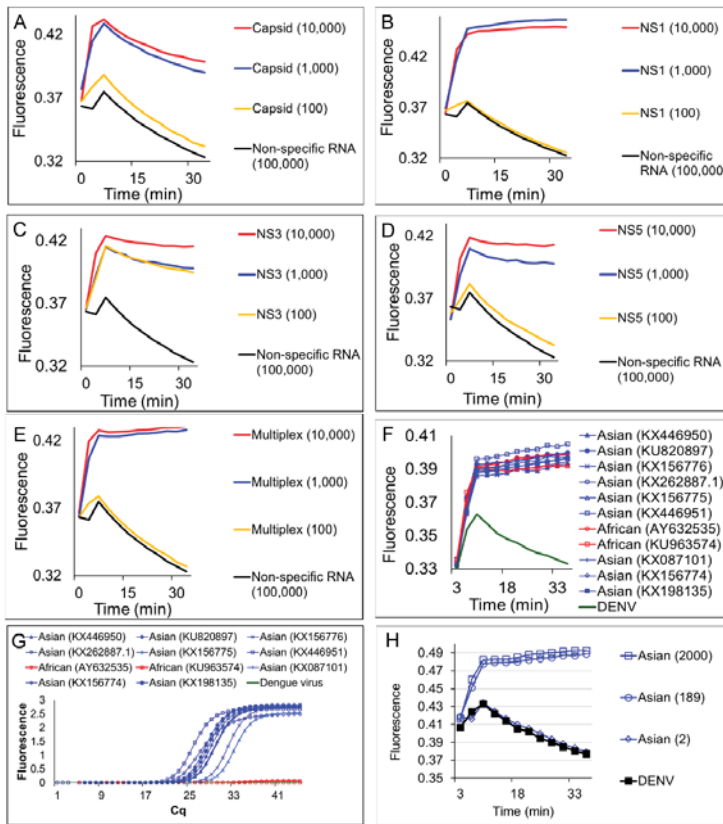 A
Fluorescence
0.42
0.37
0.32
0 15 30
Time (min)
Capsid (10,000)
Capsid (1,000)
Capsid (100)
Non-specific RNA
(100,000)
B
Fluorescence
0.42
0.37
0.32
0 15 30
Time (min)
NS1 (10,000)
NS1 (1,000)
NS1 (100)
Non-specific
RNA (100,000)
C
Fluorescence
0.42
0.37
0.32
0 15 30
Time (min)
NS3 (10,000)
NS3 (1,000)
NS3 (100)
Non-specific RNA
(100,000)
D
Fluorescence
0.42
0.37
0.32
0 15 30
Time (min)
NS5 (10,000)
NS5 (1,000)
NS5 (100)
Non-specific RNA
(100,000)
E
Fluorescence
0.42
0.37
0.32
0 15 30
Time (min)
Multiplex (10,000)
Multiplex (1,000)
Multiplex (100)
Non-specific RNA
(100,000)
F
Fluorescence
0.41
0.39
0.37
0.35
0.33
3 18 33
Time (min)
Asian (KX446950)
Asian (KU820897)
Asian (KX156776)
Asian (KX262887.1)
Asian (KX156775)
Asian (KX446951)
African (AY632535)
African (KU963574)
Asian (KX087101)
Asian (KX156774)
Asian (KX198135)
DENV
G
Asian (KX446950) Asian (KU820897) Asian (KX156776)
Asian (KX262887.1) Asian (KX156775) Asian (KX446951)
African (AY632535) African (KU963574) Asian (KX087101)
Asian (KX156774) Asian (KX198135) Dengue virus
Fluorescence
3
2.5
2
1.5
1
0.5
0
1 9 17 25 33 41
Cq
H
Fluorescence
0.49
0.47
0.45
0.43
0.41
0.39
0.37
0.35
3 18 33
Time (min)
Asian (2000)
Asian (189)
Asian (2)
DENV